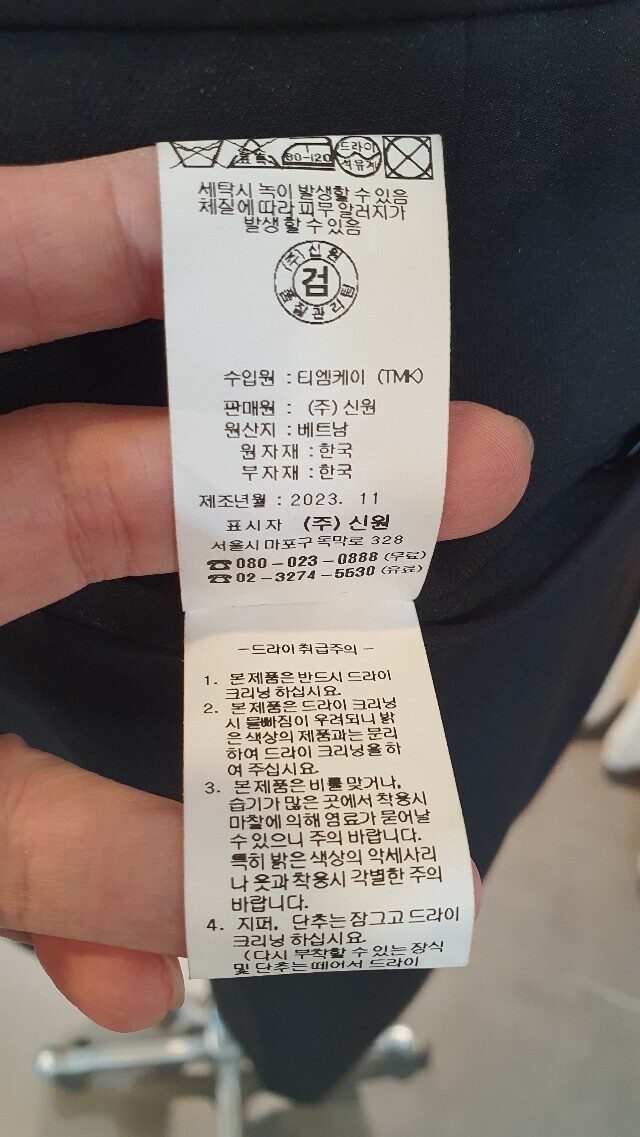 80-120
드라이
석유계
세탁시 녹이 발생할 수 있음
체질에 따라 피부 알러지가
발생할 수 있음
(주)신원
검
품질관리팀
수입원 : 티엠케이 (TMK)
판매원 : (주) 신원
원산지 : 베트남
원 자재 : 한국
부 자재 : 한국
제조년월 : 2023. 11
표시자 (주) 신원
서울시 마포구 독막로 328
☎080-023-0888 (무료)
☎02-3274-5530 (유료)
-드라이 취급주의-
1. 본 제품은 반드시 드라이
크리닝 하십시요.
2. 본 제품은 드라이 크리닝
시 물빠짐이 우려되니 밝
은 색상의 제품과는 분리
하여 드라이 크리닝을 하
여 주십시요.
3. 본 제품은 비를 맞거나,
습기가 많은 곳에서 착용시
마찰에 의해 염료가 묻어날
수 있으니 주의 바랍니다.
특히 밝은 색상의 악세사리
나 옷과 착용시 각별한 주의
바랍니다.
4. 지퍼, 단추는 잠그고 드라이
크리닝 하십시요.
(다시 부착할 수 있는 장식
및 단추는 떼어서 드라이